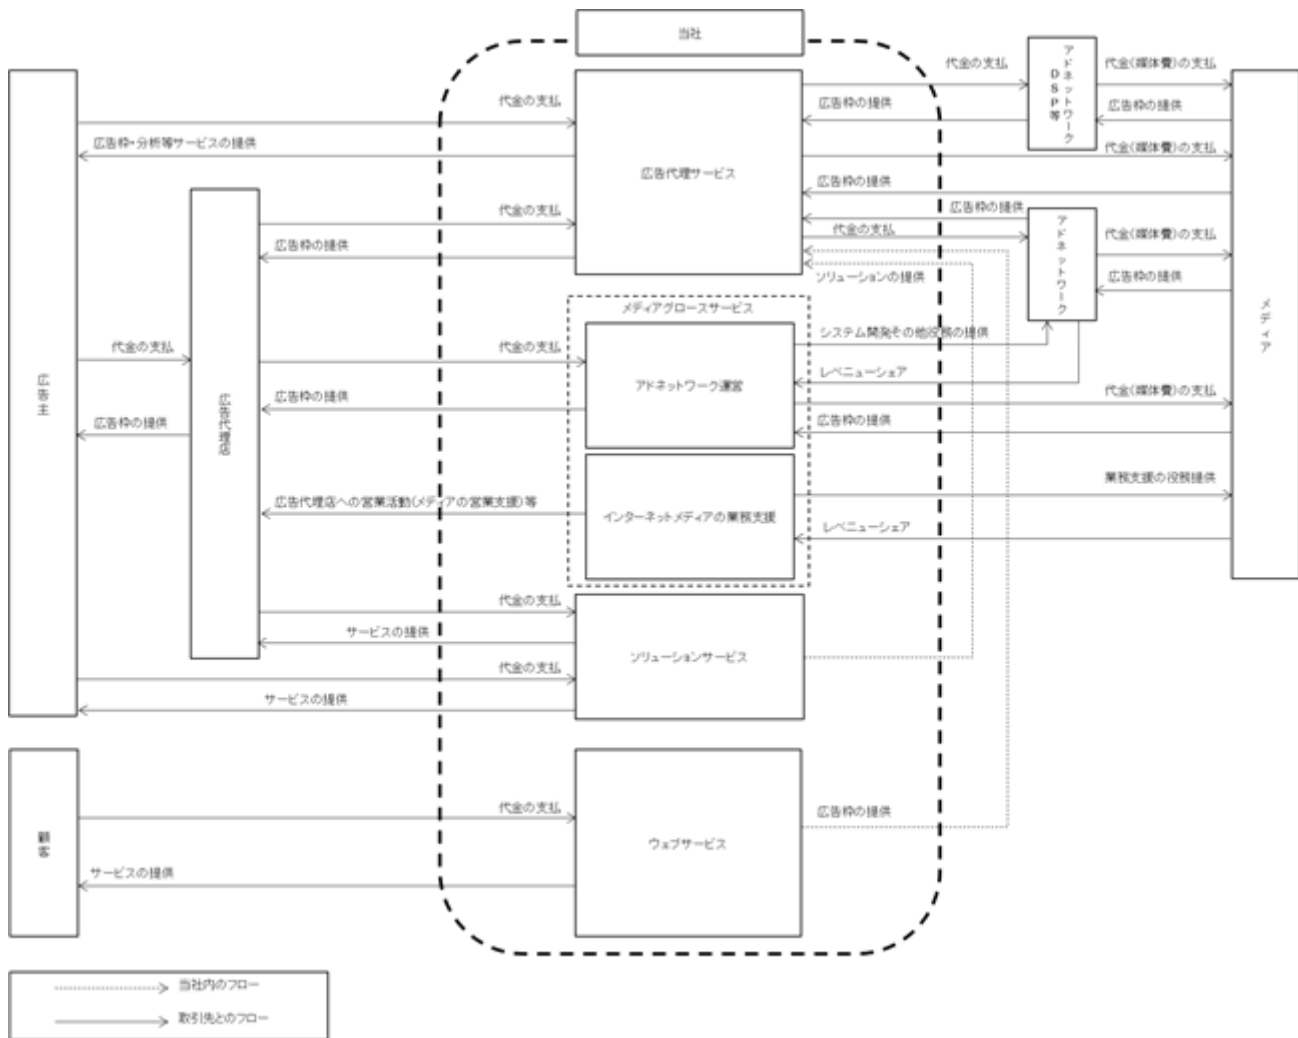 当社
代金の支払
アドネットワーク
DSP等
代金(媒体費)の支払
代金の支払
広告枠の提供
広告枠の提供
広告枠・分析等サービスの提供
代金(媒体費)の支払
広告代理サービス
広告枠の提供
代金の支払
広告枠の提供
代金の支払
アドネットワーク
代金(媒体費)の支払
広告枠の提供
ソリューションの提供
広告枠の提供
メディアグロースサービス
システム開発その他役務の提供
メディア
代金の支払
代金の支払
レベニューシェア
アドネットワーク運営
広告主
広告代理店
広告枠の提供
代金(媒体費)の支払
広告枠の提供
広告枠の提供
業務支援の役務提供
広告代理店への営業活動(メディアの営業支援)等
インターネットメディアの業務支援
レベニューシェア
代金の支払
サービスの提供
ソリューションサービス
代金の支払
サービスの提供
代金の支払
広告枠の提供
顧客
ウェブサービス
サービスの提供
当社内のフロー
取引先とのフロー